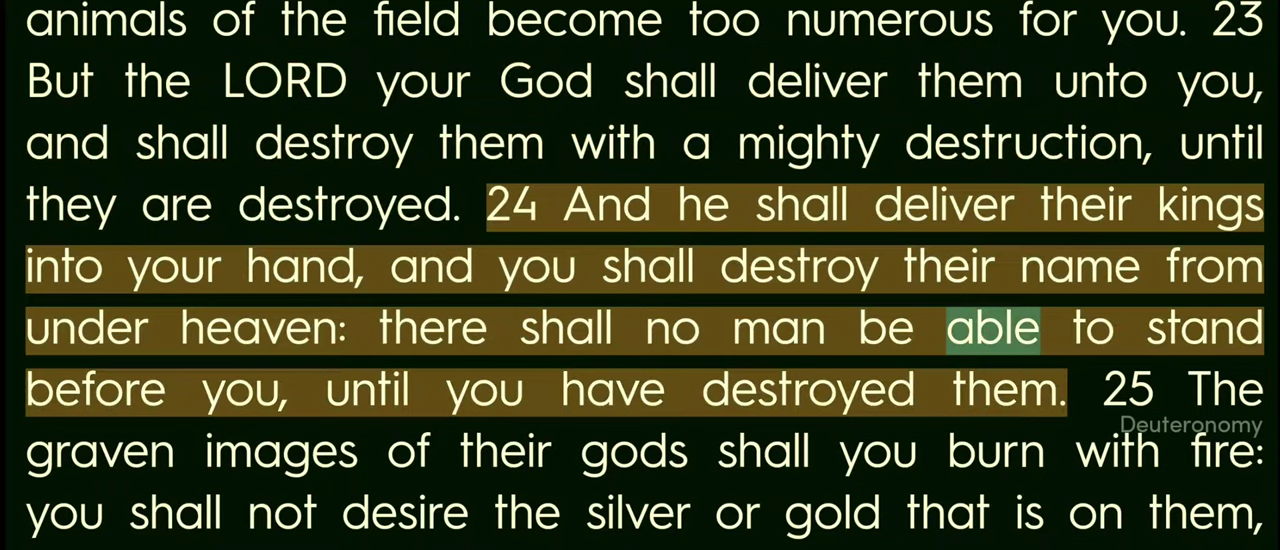 animals of the field become too numerous for you. 23
But the LORD your God shall deliver them unto you,
and shall destroy them with a mighty destruction, until
they are destroyed. 24 And he shall deliver their kings
into your hand, and you shall destroy their name from
under heaven: there shall no man be able to stand
before you, until you have destroyed them. 25 The
Deuteronomy
graven images of their gods shall you burn with fire:
you shall not desire the silver or gold that is on them,